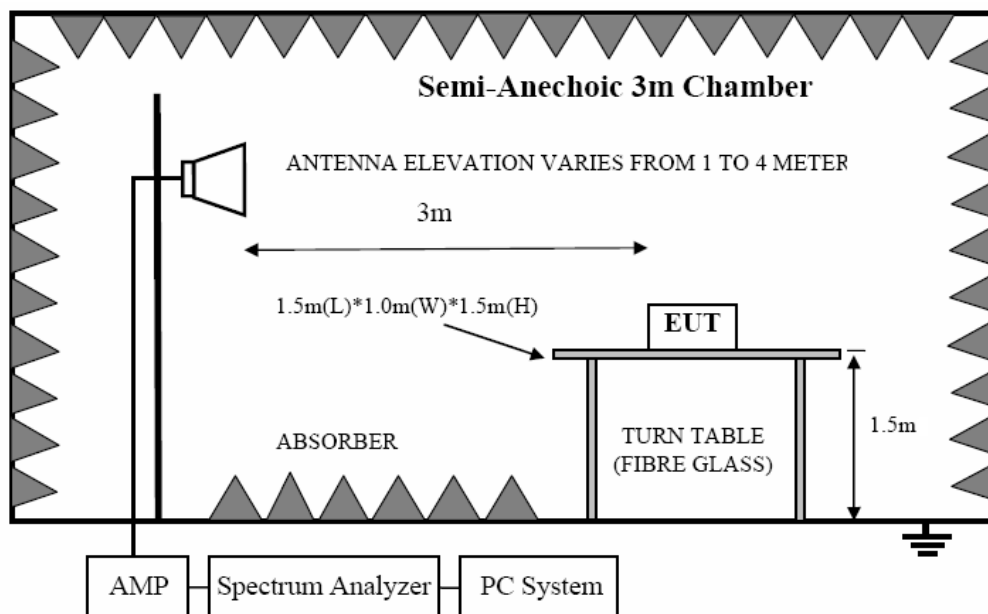 Semi-Anechoic 3m Chamber
ANTENNA ELEVATION VARIES FROM 1 TO 4 METER
3m
1.5m(L)*1.0m(W)*1.5m(H)
EUT
ABSORBER
TURN TABLE
(FIBRE GLASS)
1.5m
AMP
Spectrum Analyzer
PC System